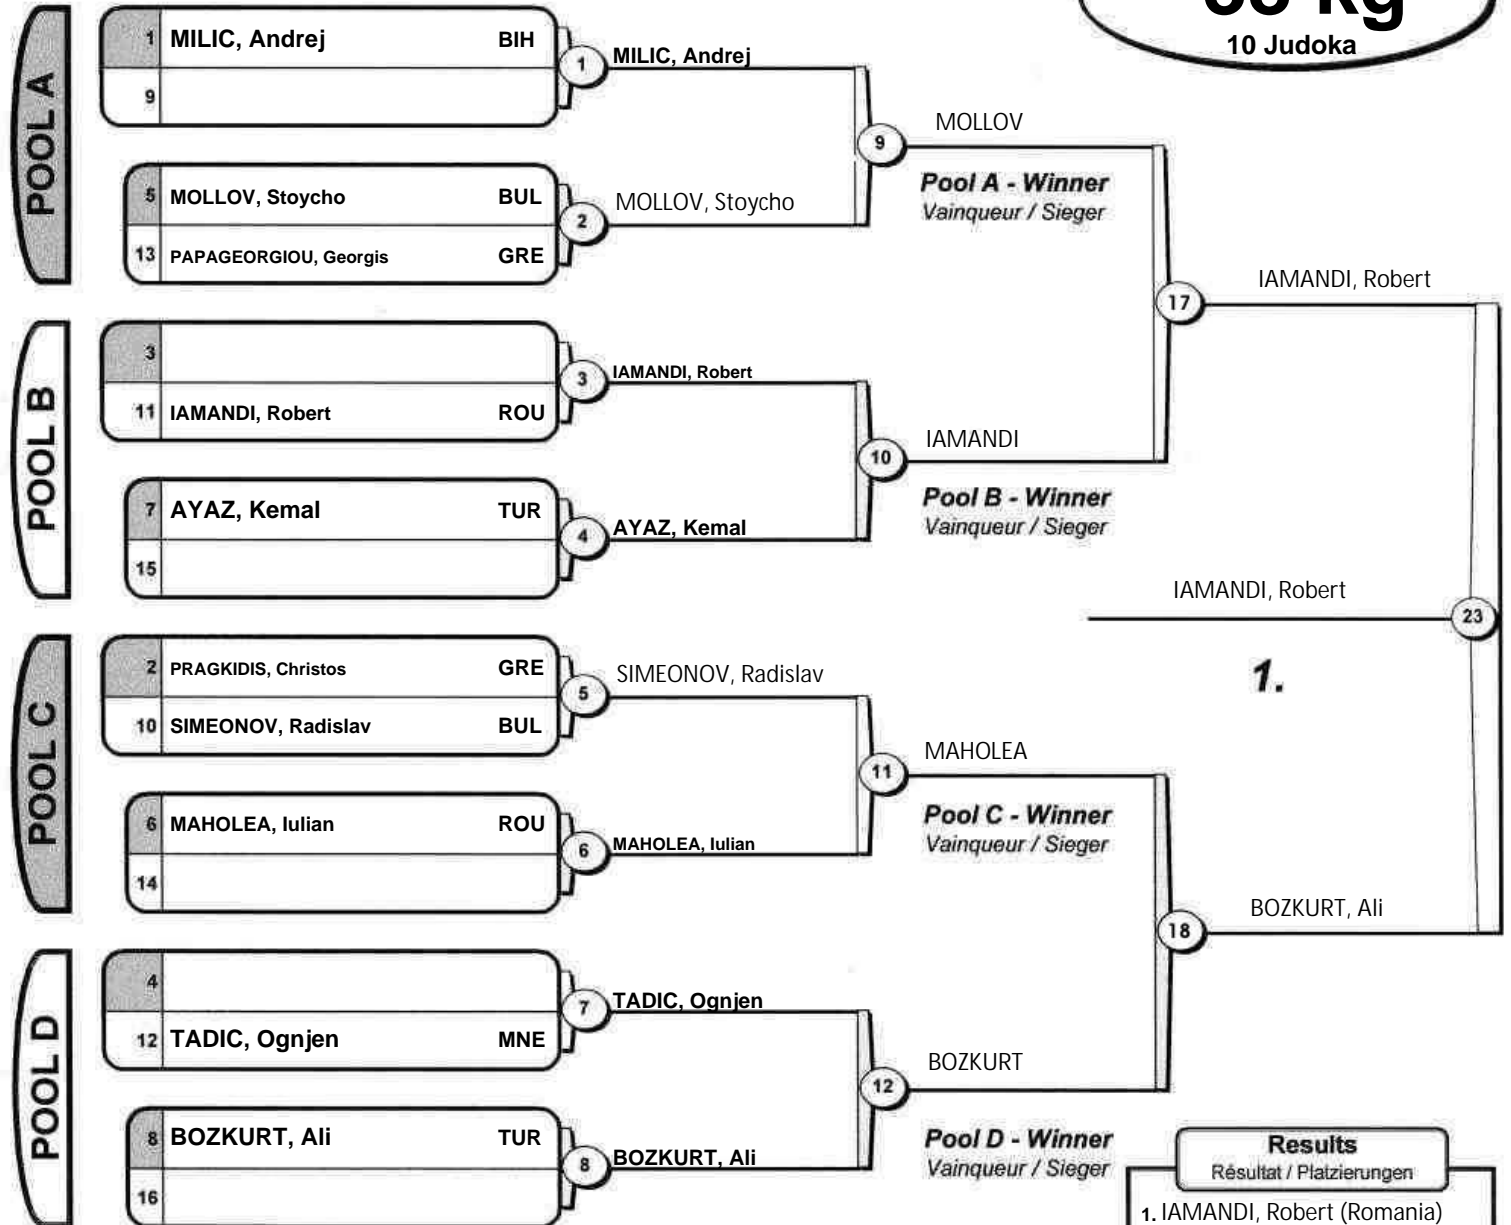 kg
10 Judoka
POOL A
1 MILIC, Andrej BIH
9
1 MILIC, Andrej
5 MOLLOV, Stoycho BUL
13 PAPAGEORGIOU, Georgis GRE
2 MOLLOV, Stoycho
9 MOLLOV
Pool A - Winner
Vainqueur / Sieger
POOL B
3
11 IAMANDI, Robert ROU
3 IAMANDI, Robert
7 AYAZ, Kemal TUR
15
4 AYAZ, Kemal
10 IAMANDI
Pool B - Winner
Vainqueur / Sieger
17 IAMANDI, Robert
IAMANDI, Robert 23
1.
POOL C
2 PRAGKIDIS, Christos GRE
10 SIMEONOV, Radislav BUL
5 SIMEONOV, Radislav
6 MAHOLEA, Iulian ROU
14
6 MAHOLEA, Iulian
11 MAHOLEA
Pool C - Winner
Vainqueur / Sieger
18 BOZKURT, Ali
POOL D
4
12 TADIC, Ognjen MNE
7 TADIC, Ognjen
8 BOZKURT, Ali TUR
16
8 BOZKURT, Ali
12 BOZKURT
Pool D - Winner
Vainqueur / Sieger
Results
Résultat / Platzierungen
1. IAMANDI, Robert (Romania)